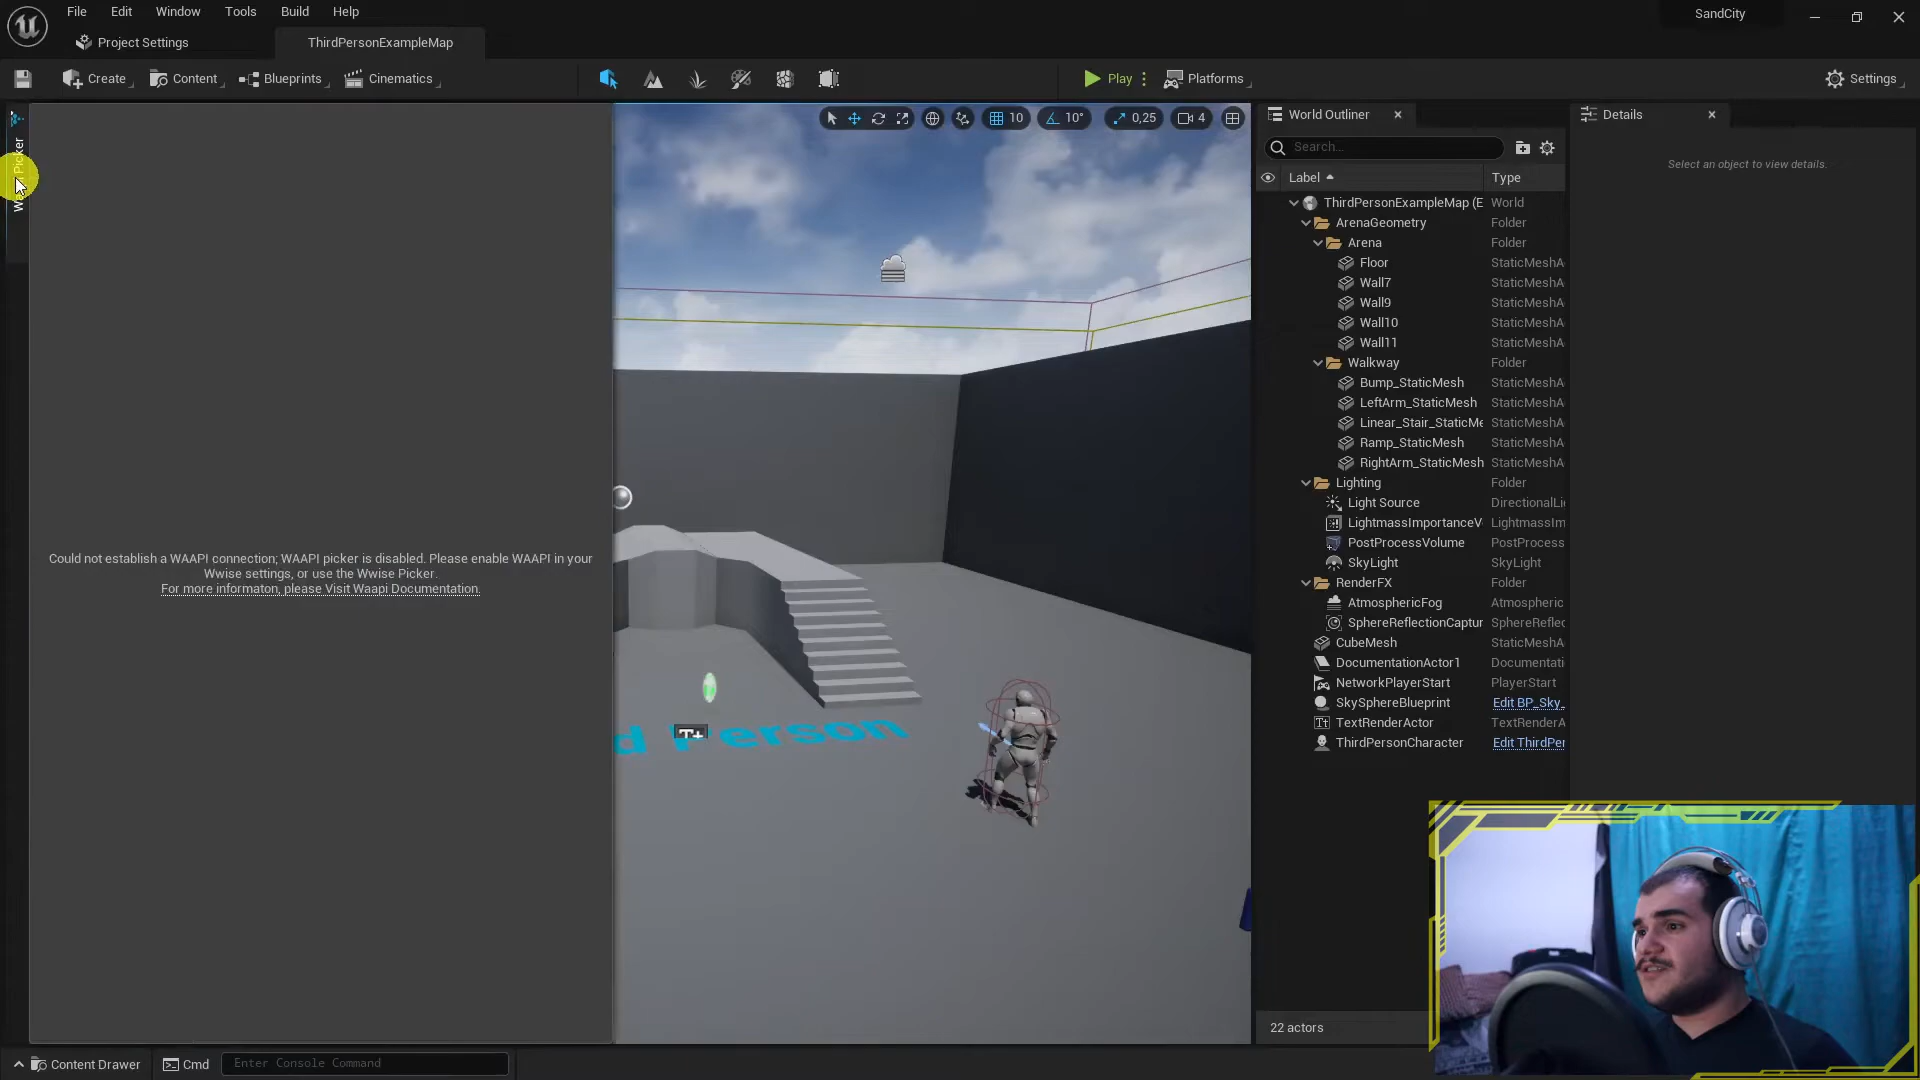 File Edit Window Tools Build Help
SandCity
Project Settings
ThirdPersonExampleMap
Create Content Blueprints Cinematics
Play Platforms
Settings
10 10° 0,25 4
World Outliner
Details
Search...
Select an object to view details.
Label Type
ThirdPersonExampleMap (E World
ArenaGeometry Folder
Arena Folder
Floor StaticMeshA
Wall7 StaticMeshA
Wall9 StaticMeshA
Wall10 StaticMeshA
Wall11 StaticMeshA
Walkway Folder
Bump_StaticMesh StaticMeshA
LeftArm_StaticMesh StaticMeshA
Linear_Stair_StaticMe StaticMeshA
Ramp_StaticMesh StaticMeshA
RightArm_StaticMesh StaticMeshA
Lighting Folder
Light Source DirectionalLi
LightmassImportanceV LightmassIm
PostProcessVolume PostProcess
SkyLight SkyLight
RenderFX Folder
AtmosphericFog Atmospheric
SphereReflectionCaptur SphereReflec
CubeMesh StaticMeshA
DocumentationActor1 Documentati
NetworkPlayerStart PlayerStart
SkySphereBlueprint Edit BP_Sky_
TextRenderActor TextRenderA
ThirdPersonCharacter Edit ThirdPer
22 actors
Picker
Could not establish a WAAPI connection; WAAPI picker is disabled. Please enable WAAPI in your
Wwise settings, or use the Wwise Picker.
For more informaton, please Visit Waapi Documentation.
d Person
Content Drawer
Cmd
Enter Console Command